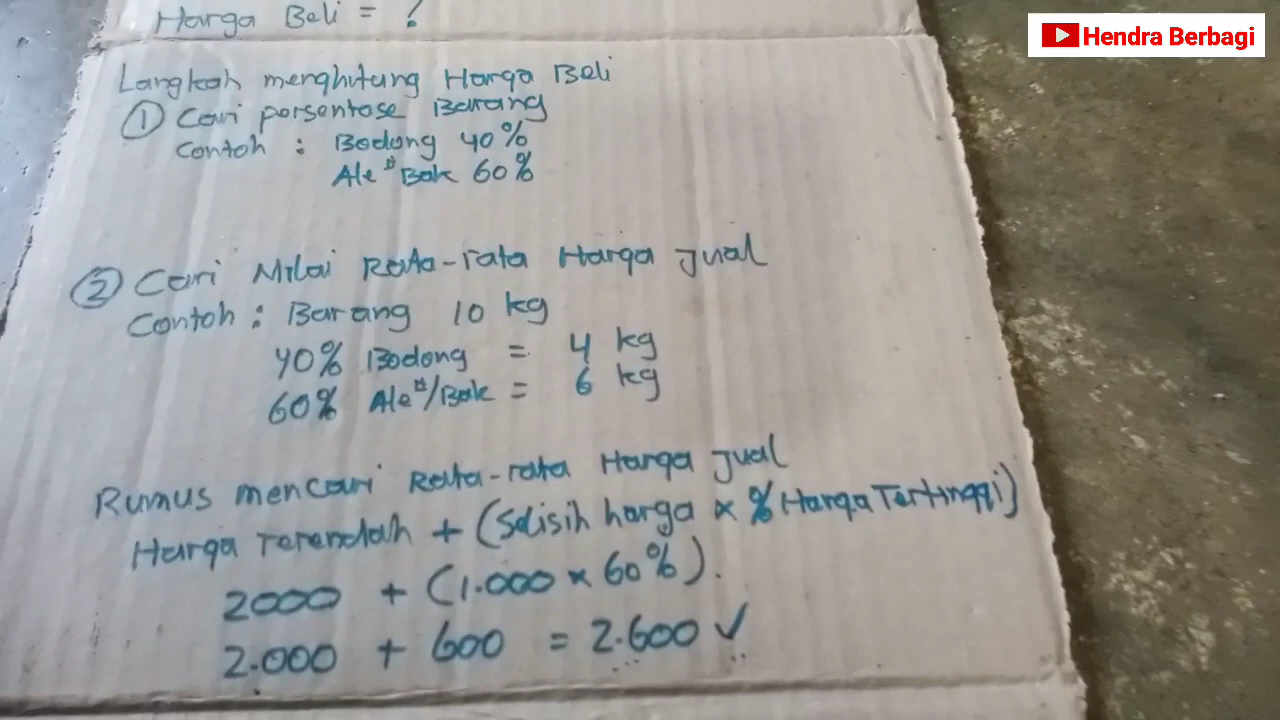 Harga Beli = ?
Hendra Berbagi
Langkah menghitung Harga Beli
① Cari persentase Barang
Contoh : Bodong 40%
Ale" Bak 60%
② Cari Nilai Rata-rata Harga Jual
Contoh : Barang 10 kg
40% Bodong = 4 kg
60% Ale"/Bak = 6 kg
Rumus mencari Rata-rata Harga Jual
Harga Terendah + (Selisih harga × % Harga Tertinggi)
2000 + (1.000 × 60%).
2.000 + 600 = 2.600 ✓